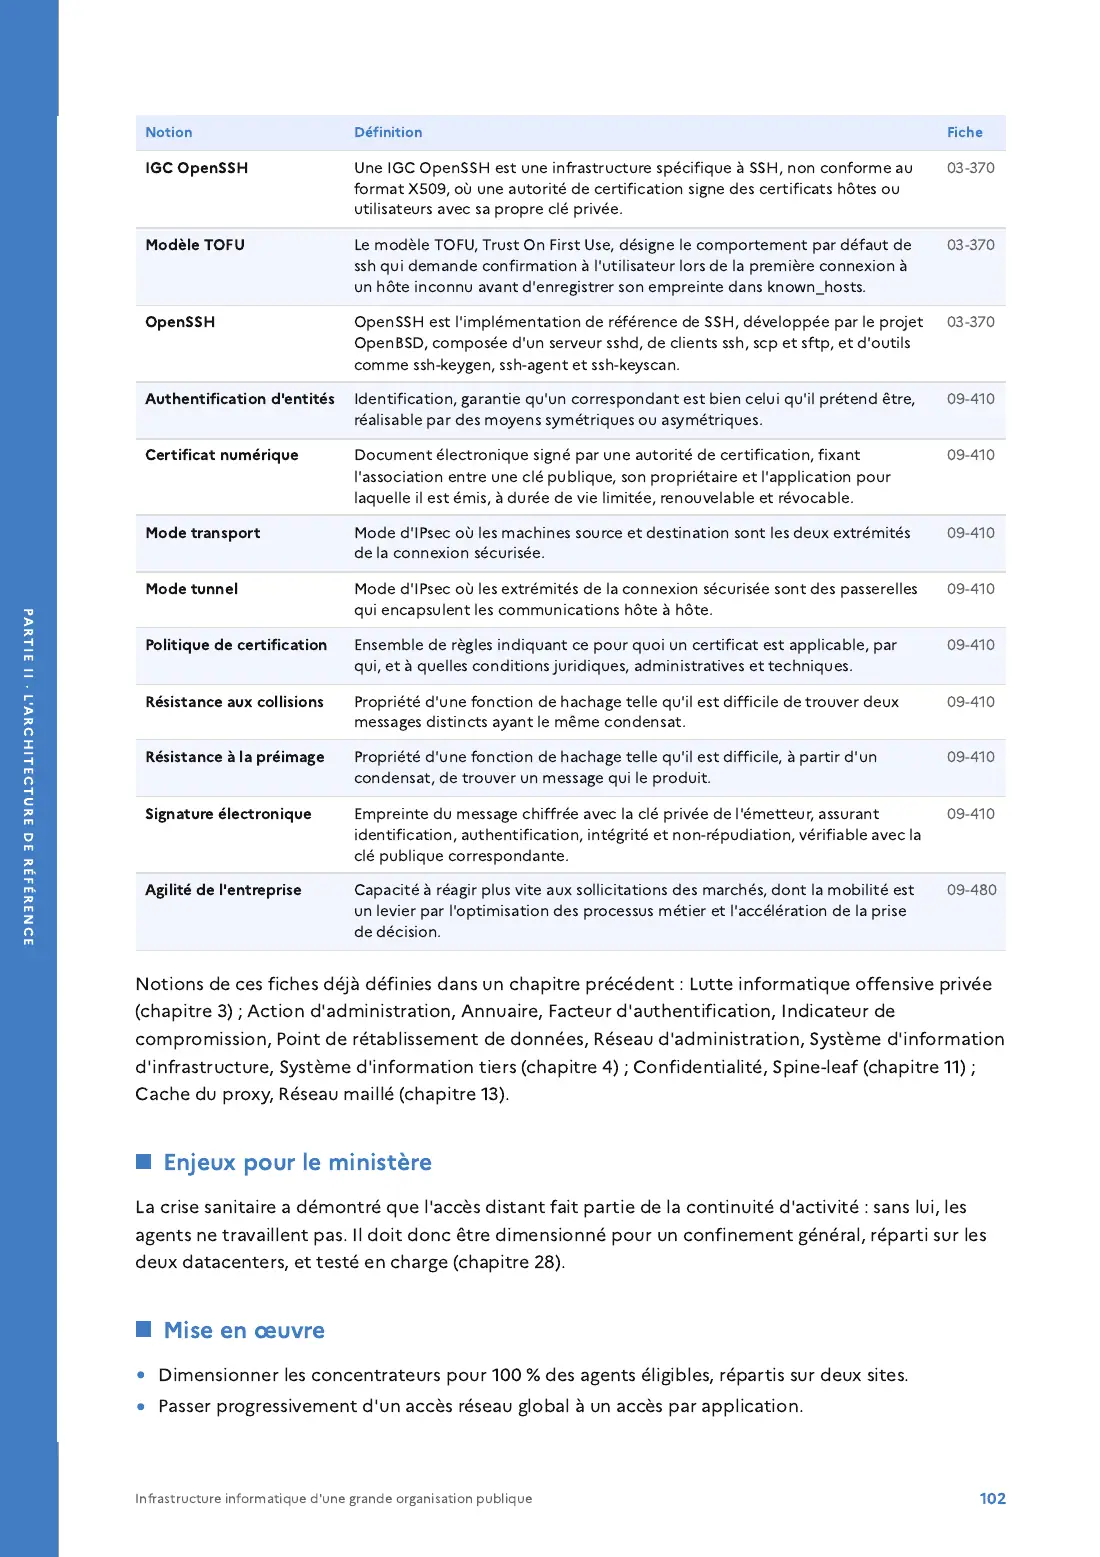 Notion Définition Fiche
IGC OpenSSH Une IGC OpenSSH est une infrastructure spécifique à SSH, non conforme au 03-370
format X509, où une autorité de certification signe des certificats hôtes ou
utilisateurs avec sa propre clé privée.
Modèle TOFU Le modèle TOFU, Trust On First Use, désigne le comportement par défaut de 03-370
ssh qui demande confirmation à l'utilisateur lors de la première connexion à
un hôte inconnu avant d'enregistrer son empreinte dans known_hosts.
OpenSSH OpenSSH est l'implémentation de référence de SSH, développée par le projet 03-370
OpenBSD, composée d'un serveur sshd, de clients ssh, scp et sftp, et d'outils
comme ssh-keygen, ssh-agent et ssh-keyscan.
Authentification d'entités Identification, garantie qu'un correspondant est bien celui qu'il prétend être, 09-410
réalisable par des moyens symétriques ou asymétriques.
Certificat numérique Document électronique signé par une autorité de certification, fixant 09-410
l'association entre une clé publique, son propriétaire et l'application pour
laquelle il est émis, à durée de vie limitée, renouvelable et révocable.
Mode transport Mode d'IPsec où les machines source et destination sont les deux extrémités 09-410
de la connexion sécurisée.
Mode tunnel Mode d'IPsec où les extrémités de la connexion sécurisée sont des passerelles 09-410
qui encapsulent les communications hôte à hôte.
Politique de certification Ensemble de règles indiquant ce pour quoi un certificat est applicable, par 09-410
qui, et à quelles conditions juridiques, administratives et techniques.
Résistance aux collisions Propriété d'une fonction de hachage telle qu'il est difficile de trouver deux 09-410
messages distincts ayant le même condensat.
Résistance à la préimage Propriété d'une fonction de hachage telle qu'il est difficile, à partir d'un 09-410
condensat, de trouver un message qui le produit.
Signature électronique Empreinte du message chiffrée avec la clé privée de l'émetteur, assurant 09-410
identification, authentification, intégrité et non-répudiation, vérifiable avec la
clé publique correspondante.
Agilité de l'entreprise Capacité à réagir plus vite aux sollicitations des marchés, dont la mobilité est 09-480
un levier par l'optimisation des processus métier et l'accélération de la prise
de décision.
Notions de ces fiches déjà définies dans un chapitre précédent : Lutte informatique offensive privée
(chapitre 3) ; Action d'administration, Annuaire, Facteur d'authentification, Indicateur de
compromission, Point de rétablissement de données, Réseau d'administration, Système d'information
d'infrastructure, Système d'information tiers (chapitre 4) ; Confidentialité, Spine-leaf (chapitre 11) ;
Cache du proxy, Réseau maillé (chapitre 13).
Enjeux pour le ministère
La crise sanitaire a démontré que l'accès distant fait partie de la continuité d'activité : sans lui, les
agents ne travaillent pas. Il doit donc être dimensionné pour un confinement général, réparti sur les
deux datacenters, et testé en charge (chapitre 28).
Mise en œuvre
• Dimensionner les concentrateurs pour 100 % des agents éligibles, répartis sur deux sites.
• Passer progressivement d'un accès réseau global à un accès par application.
PARTIE II · L'ARCHITECTURE DE RÉFÉRENCE
Infrastructure informatique d'une grande organisation publique 102